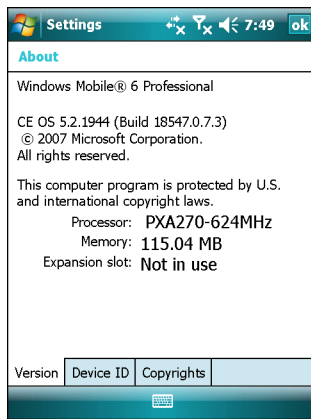 Settings 7:49 ok
About
Windows Mobile® 6 Professional
CE OS 5.2.1944 (Build 18547.0.7.3)
© 2007 Microsoft Corporation.
All rights reserved.
This computer program is protected by U.S.
and international copyright laws.
Processor: PXA270-624MHz
Memory: 115.04 MB
Expansion slot: Not in use
Version Device ID Copyrights